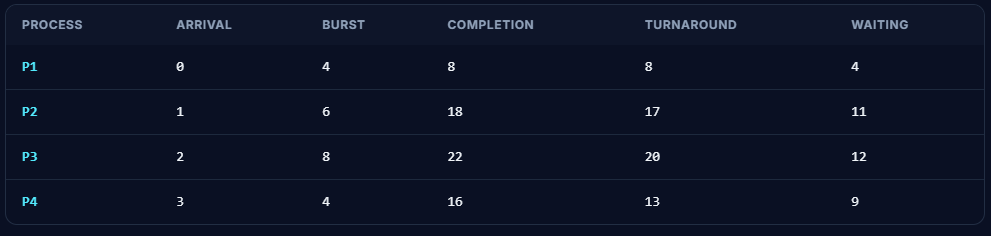 PROCESS ARRIVAL BURST COMPLETION TURNAROUND WAITING
P1 0 4 8 8 4
P2 1 6 18 17 11
P3 2 8 22 20 12
P4 3 4 16 13 9